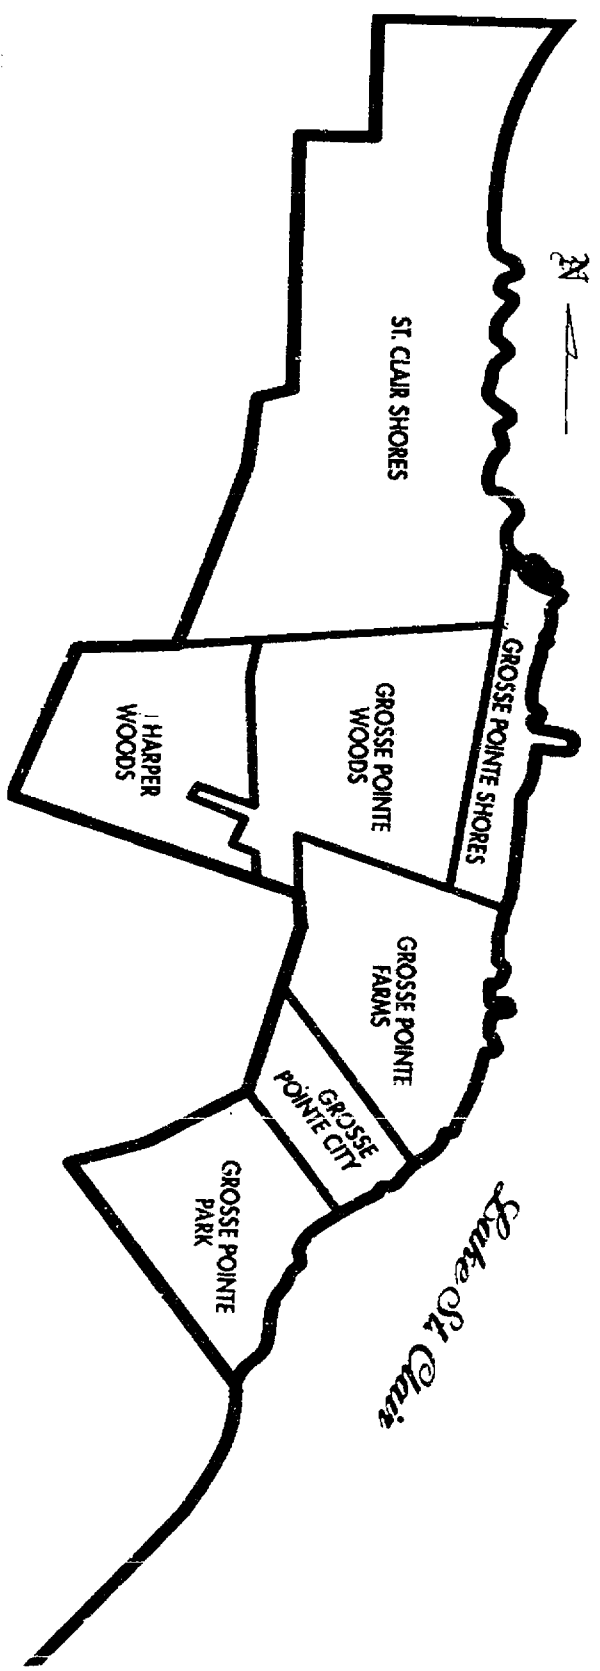 N
ST. CLAIR SHORES
GROSSE POINTE SHORES
GROSSE POINTE
WOODS
HARPER
WOODS
GROSSE POINTE
FARMS
GROSSE
POINTE CITY
GROSSE POINTE
PARK
Lake St. Clair